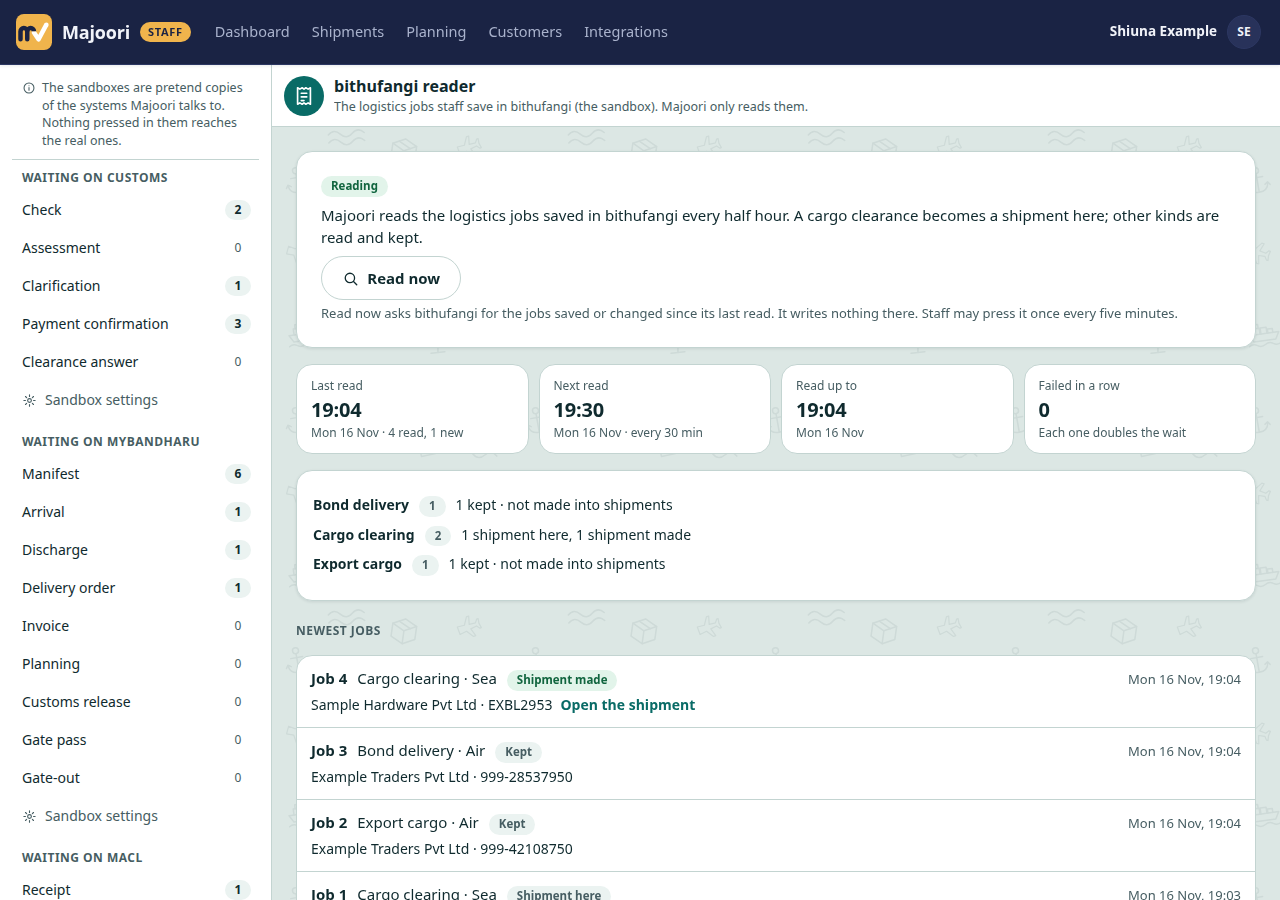 Majoori STAFF Dashboard Shipments Planning Customers Integrations Shiuna Example SE
The sandboxes are pretend copies
of the systems Majoori talks to.
Nothing pressed in them reaches
the real ones.
WAITING ON CUSTOMS
Check 2
Assessment 0
Clarification 1
Payment confirmation 3
Clearance answer 0
Sandbox settings
WAITING ON MYBANDHARU
Manifest 6
Arrival 1
Discharge 1
Delivery order 1
Invoice 0
Planning 0
Customs release 0
Gate pass 0
Gate-out 0
Sandbox settings
WAITING ON MACL
Receipt 1
bithufangi reader
The logistics jobs staff save in bithufangi (the sandbox). Majoori only reads them.
Reading
Majoori reads the logistics jobs saved in bithufangi every half hour. A cargo clearance becomes a shipment here; other kinds are
read and kept.
Read now
Read now asks bithufangi for the jobs saved or changed since its last read. It writes nothing there. Staff may press it once every five minutes.
Last read
19:04
Mon 16 Nov · 4 read, 1 new
Next read
19:30
Mon 16 Nov · every 30 min
Read up to
19:04
Mon 16 Nov
Failed in a row
0
Each one doubles the wait
Bond delivery 1 1 kept · not made into shipments
Cargo clearing 2 1 shipment here, 1 shipment made
Export cargo 1 1 kept · not made into shipments
NEWEST JOBS
Job 4 Cargo clearing · Sea Shipment made Mon 16 Nov, 19:04
Sample Hardware Pvt Ltd · EXBL2953 Open the shipment
Job 3 Bond delivery · Air Kept Mon 16 Nov, 19:04
Example Traders Pvt Ltd · 999-28537950
Job 2 Export cargo · Air Kept Mon 16 Nov, 19:04
Example Traders Pvt Ltd · 999-42108750
Job 1 Cargo clearing · Sea Shipment here Mon 16 Nov, 19:03